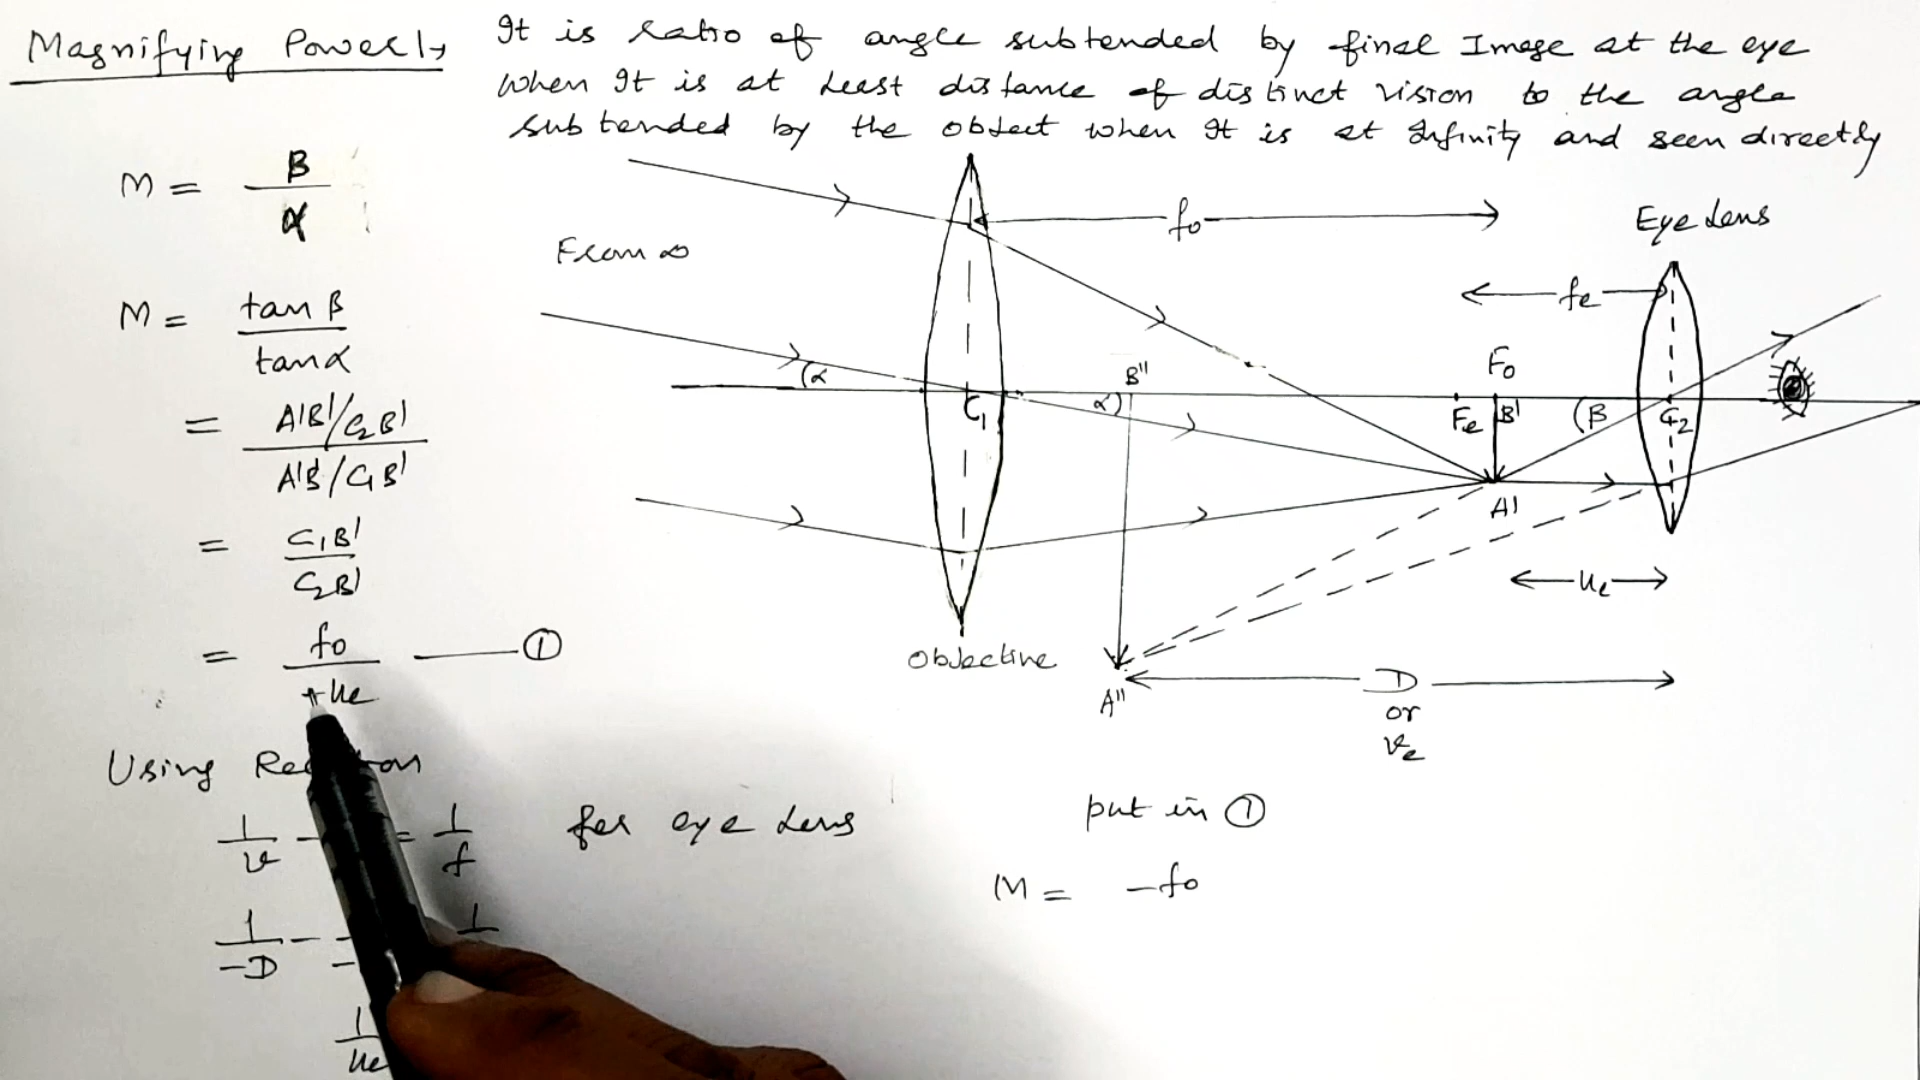 Magnifying Power :-
It is ratio of angle subtended by final Image at the eye
when It is at Least distance of distinct vision to the angle
subtended by the object when It is at Infinity and seen directly
M = β / α
M = tan β / tan α
= A'B'/C₂B' / A'B'/C₁B'
= C₁B' / C₂B'
= fo / +ue ——— ①
Using
1/v - = 1/f for eye Lens
1/-D - 1
1/ue
From ∞
fo
Eye Lens
fe
Fo
(α
B''
C₁
α)
Fe
B'
(β
C₂
A'
ue
Objective
A''
D
or
ve
put in ①
M = -fo